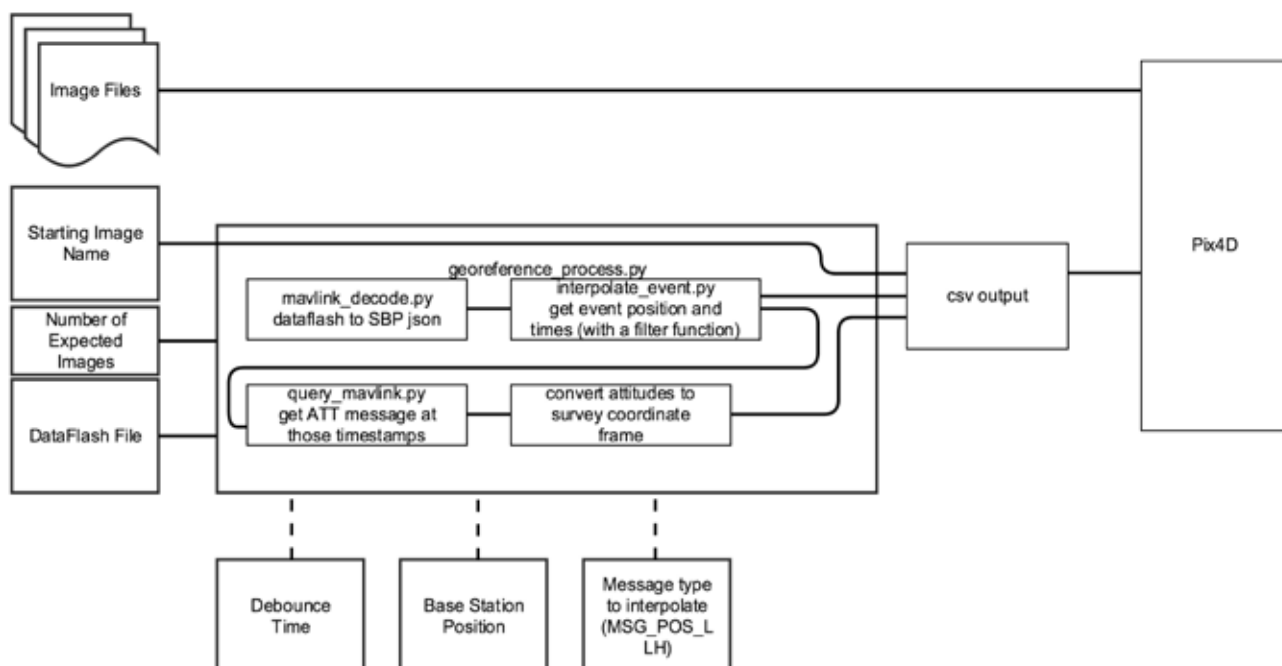 Image Files
Starting Image
Name
Number of
Expected
Images
DataFlash File
georeference_process.py
mavlink_decode.py
dataflash to SBP json
interpolate_event.py
get event position and
times (with a filter function)
query_mavlink.py
get ATT message at
those timestamps
convert attitudes to
survey coordinate
frame
csv output
Pix4D
Debounce
Time
Base Station
Position
Message type
to interpolate
(MSG_POS_L
LH)